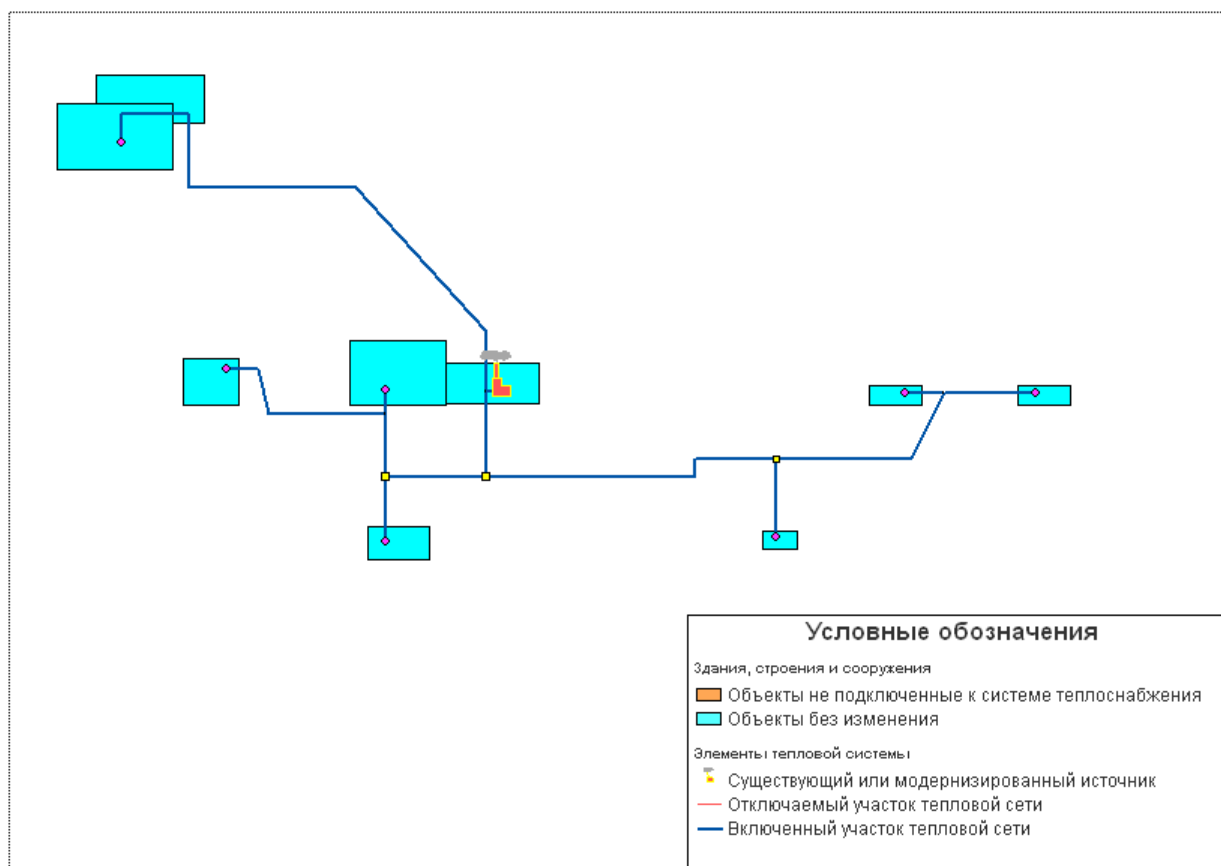 Условные обозначения
Здания, строения и сооружения
Объекты не подключенные к системе теплоснабжения
Объекты без изменения
Элементы тепловой системы
Существующий или модернизированный источник
Отключаемый участок тепловой сети
Включенный участок тепловой сети